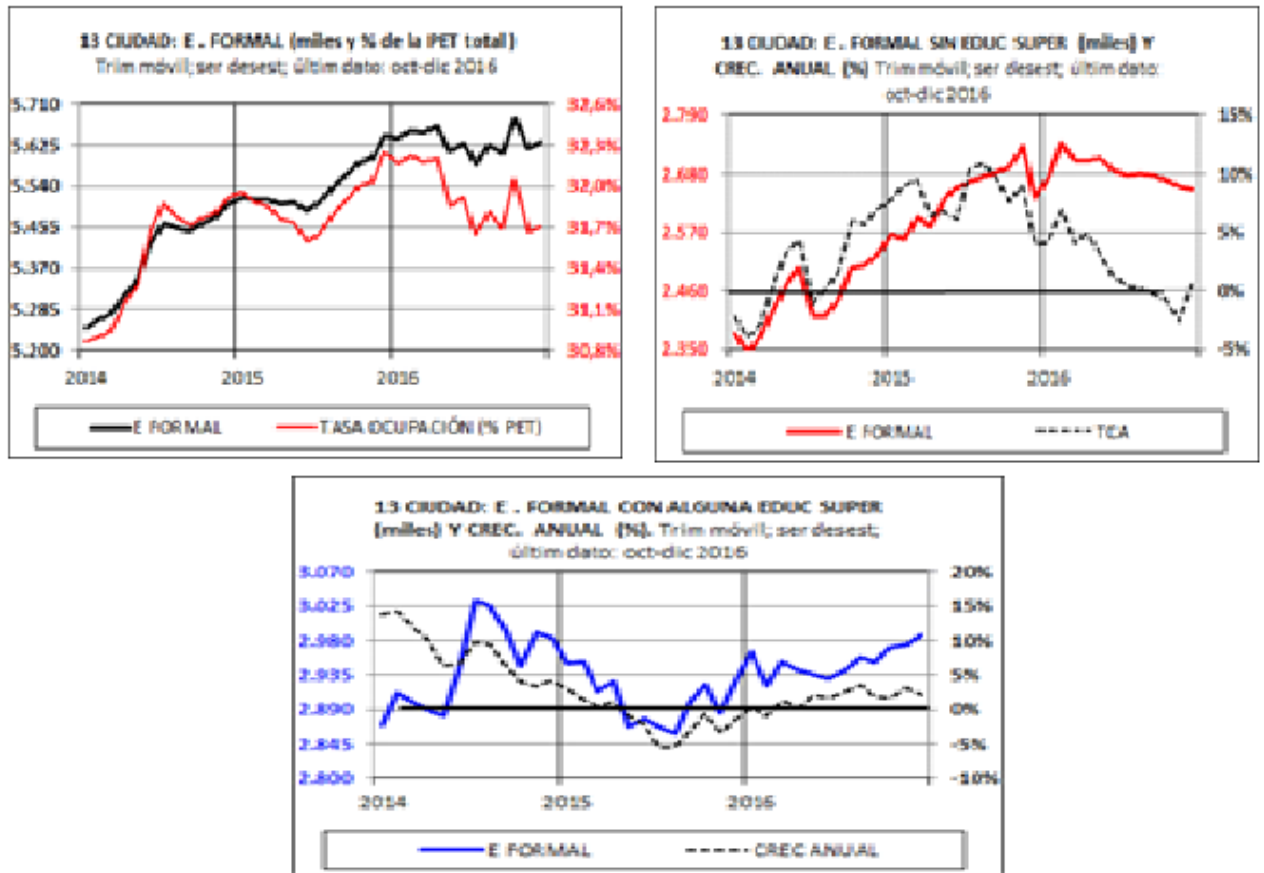 13 CIUDAD: E . FORMAL (miles y % de la PET total)
Trim móvil; ser desest; últim dato: oct-dic 2016
5.710
5.625
5.540
5.455
5.370
5.285
5.200
32,6%
32,3%
32,0%
31,7%
31,4%
31,1%
30,8%
2014 2015 2016
E FORMAL TASA OCUPACIÓN (% PET)
13 CIUDAD: E . FORMAL SIN EDUC SUPER (miles) Y
CREC. ANUAL (%) Trim móvil; ser desest; últim dato:
oct-dic 2016
2.790
2.680
2.570
2.460
2.350
15%
10%
5%
0%
-5%
2014 2015 2016
E FORMAL TCA
13 CIUDAD: E . FORMAL CON ALGUNA EDUC SUPER
(miles) Y CREC. ANUAL (%). Trim móvil; ser desest;
últim dato: oct-dic 2016
3.070
3.025
2.980
2.935
2.890
2.845
2.800
20%
15%
10%
5%
0%
-5%
-10%
2014 2015 2016
E FORMAL CREC ANUAL